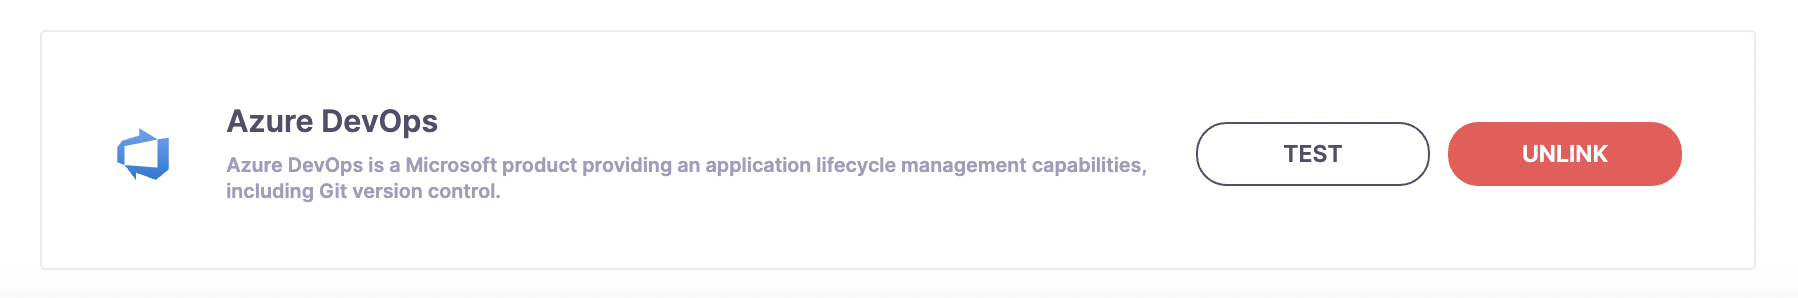 Azure DevOps
Azure DevOps is a Microsoft product providing an application lifecycle management capabilities,
including Git version control.
TEST
UNLINK